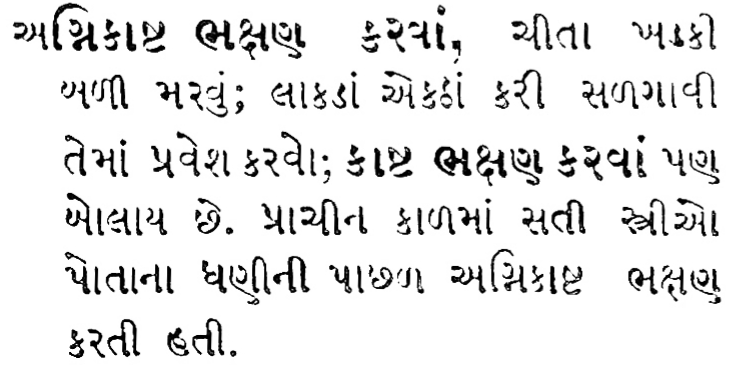 અગ્નિકાષ્ટ ભક્ષણ કરવાં, ચીતા ખડકી
બળી મરવું; લાકડાં એકઠાં કરી સળગાવી
તેમાં પ્રવેશ કરવો; કાષ્ટ ભક્ષણ કરવાં પણ
બોલાય છે. પ્રાચીન કાળમાં સતી સ્ત્રીઓ
પોતાના ધણીની પાછળ અગ્નિકાષ્ટ ભક્ષણ
કરતી હતી.